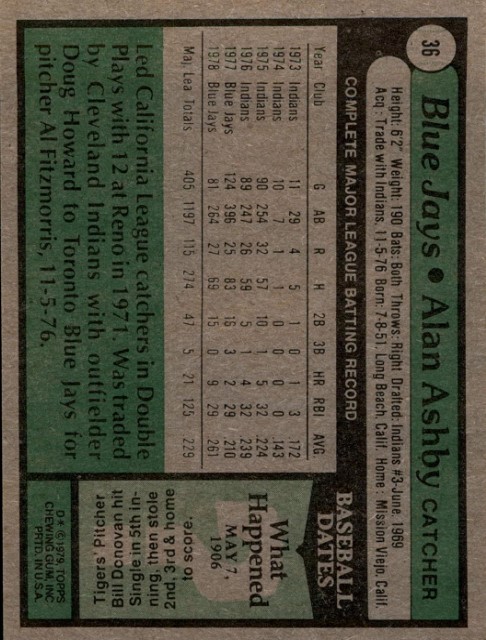 36
Blue Jays • Alan Ashby CATCHER
Height: 6'2" Weight: 190 Bats: Both Throws: Right Drafted: Indians #3-June, 1969
Acq: Trade with Indians, 11-5-76 Born: 7-8-51, Long Beach, Calif. Home: Mission Viejo, Calif.
COMPLETE MAJOR LEAGUE BATTING RECORD
Year Club G AB R H 2B 3B HR RBI AVG
1973 Indians 11 29 4 5 1 0 1 3 .172
1974 Indians 10 7 1 1 0 0 0 0 .143
1975 Indians 90 254 32 57 10 1 5 32 .224
1976 Indians 89 247 26 59 5 1 4 32 .239
1977 Blue Jays 124 396 25 83 16 3 2 29 .210
1978 Blue Jays 81 264 27 69 15 0 9 29 .261
Maj. Lea. Totals 405 1197 115 274 47 5 21 125 .229
Led California League catchers in Double
Plays with 12 at Reno in 1971. Was traded
by Cleveland Indians with outfielder
Doug Howard to Toronto Blue Jays for
pitcher Al Fitzmorris, 11-5-76.
BASEBALL
DATES
What
Happened
MAY 7,
1906
Tigers' Pitcher
Bill Donovan hit
Single in 5th in-
ning then stole
2nd, 3rd & home
to score.
D* © 1979, TOPPS
CHEWING GUM, INC
PRTD. IN U.S.A.